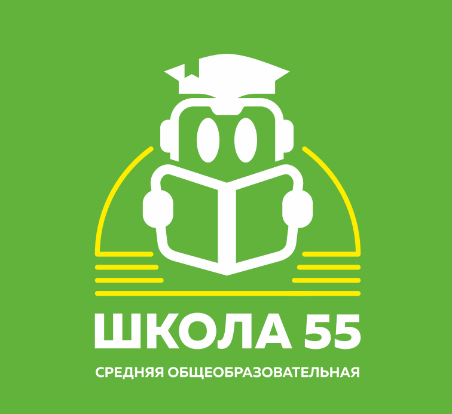 ШКОЛА 55
СРЕДНЯЯ ОБЩЕОБРАЗОВАТЕЛЬНАЯ